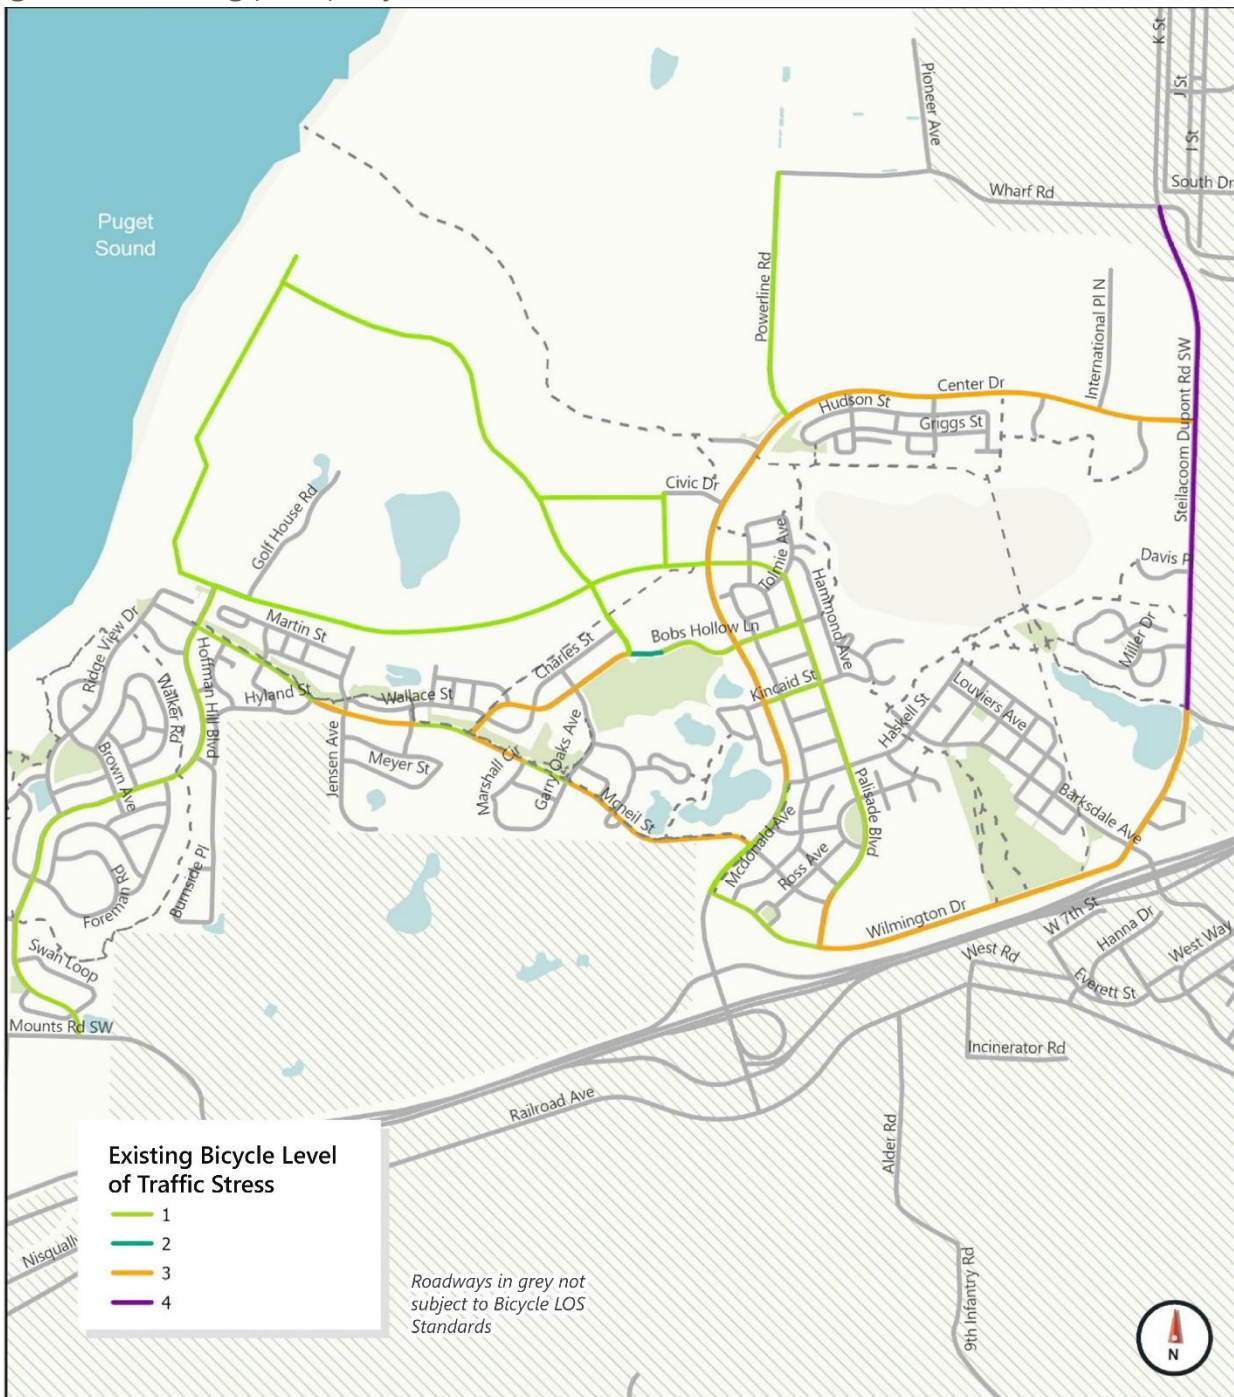 K St
J St
I St
Pioneer Ave
South Dr
Wharf Rd
Puget
Sound
Powerline Rd
International Pl N
Steilacoom Dupont Rd SW
Center Dr
Hudson St
Griggs St
Civic Dr
Golf House Rd
Tolmie Ave
Davis
Hammond Ave
Ridge View Dr
Martin St
Bobs Hollow Ln
Charles St
Miller Dr
Hoffman Hill Blvd
Walker Rd
Hyland St
Wallace St
Kincaid St
Louviers Ave
Haskell St
Brown Ave
Jensen Ave
Meyer St
Marshall Cir
Garry Oaks Ave
Mcneil St
Mcdonald Ave
Palisade Blvd
Barksdale Ave
Ross Ave
Burnside Pl
Foreman Rd
Wilmington Dr
W 7th St
Hanna Dr
West Way
Swan Loop
West Rd
Everett St
Mounts Rd SW
Incinerator Rd
Railroad Ave
Alder Rd
Existing Bicycle Level
of Traffic Stress
1
2
3
4
Nisqually
Roadways in grey not
subject to Bicycle LOS
Standards
9th Infantry Rd
N